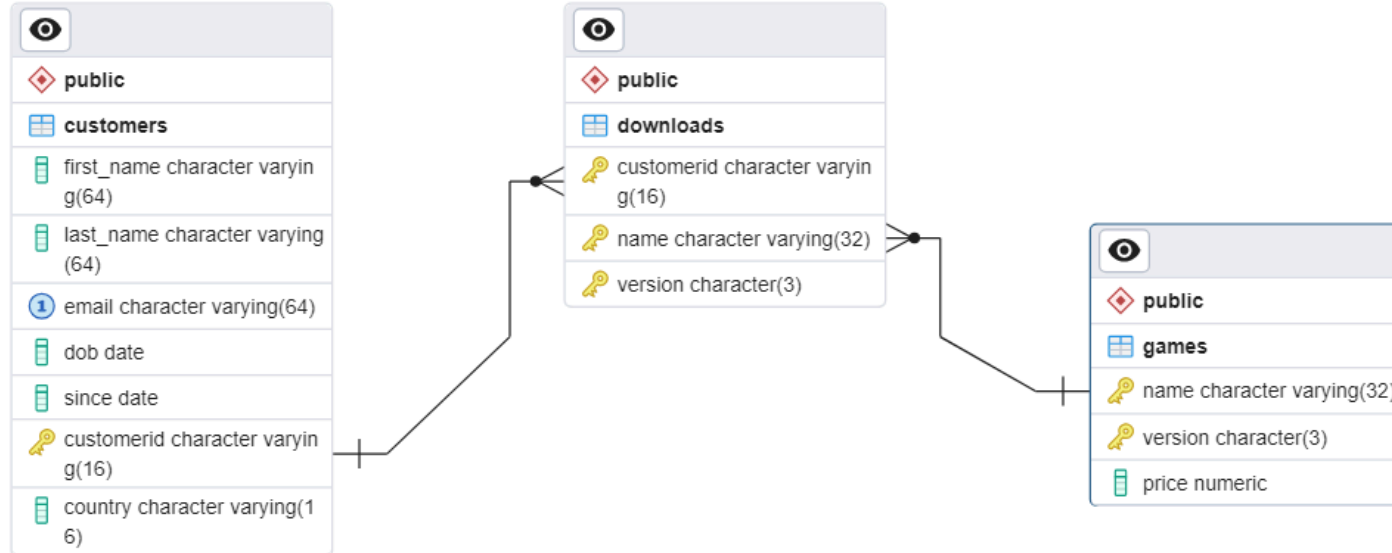 public
customers
first_name character varyin
g(64)
last_name character varying
(64)
1 email character varying(64)
dob date
since date
customerid character varyin
g(16)
country character varying(1
6)
public
downloads
customerid character varyin
g(16)
name character varying(32)
version character(3)
public
games
name character varying(32)
version character(3)
price numeric